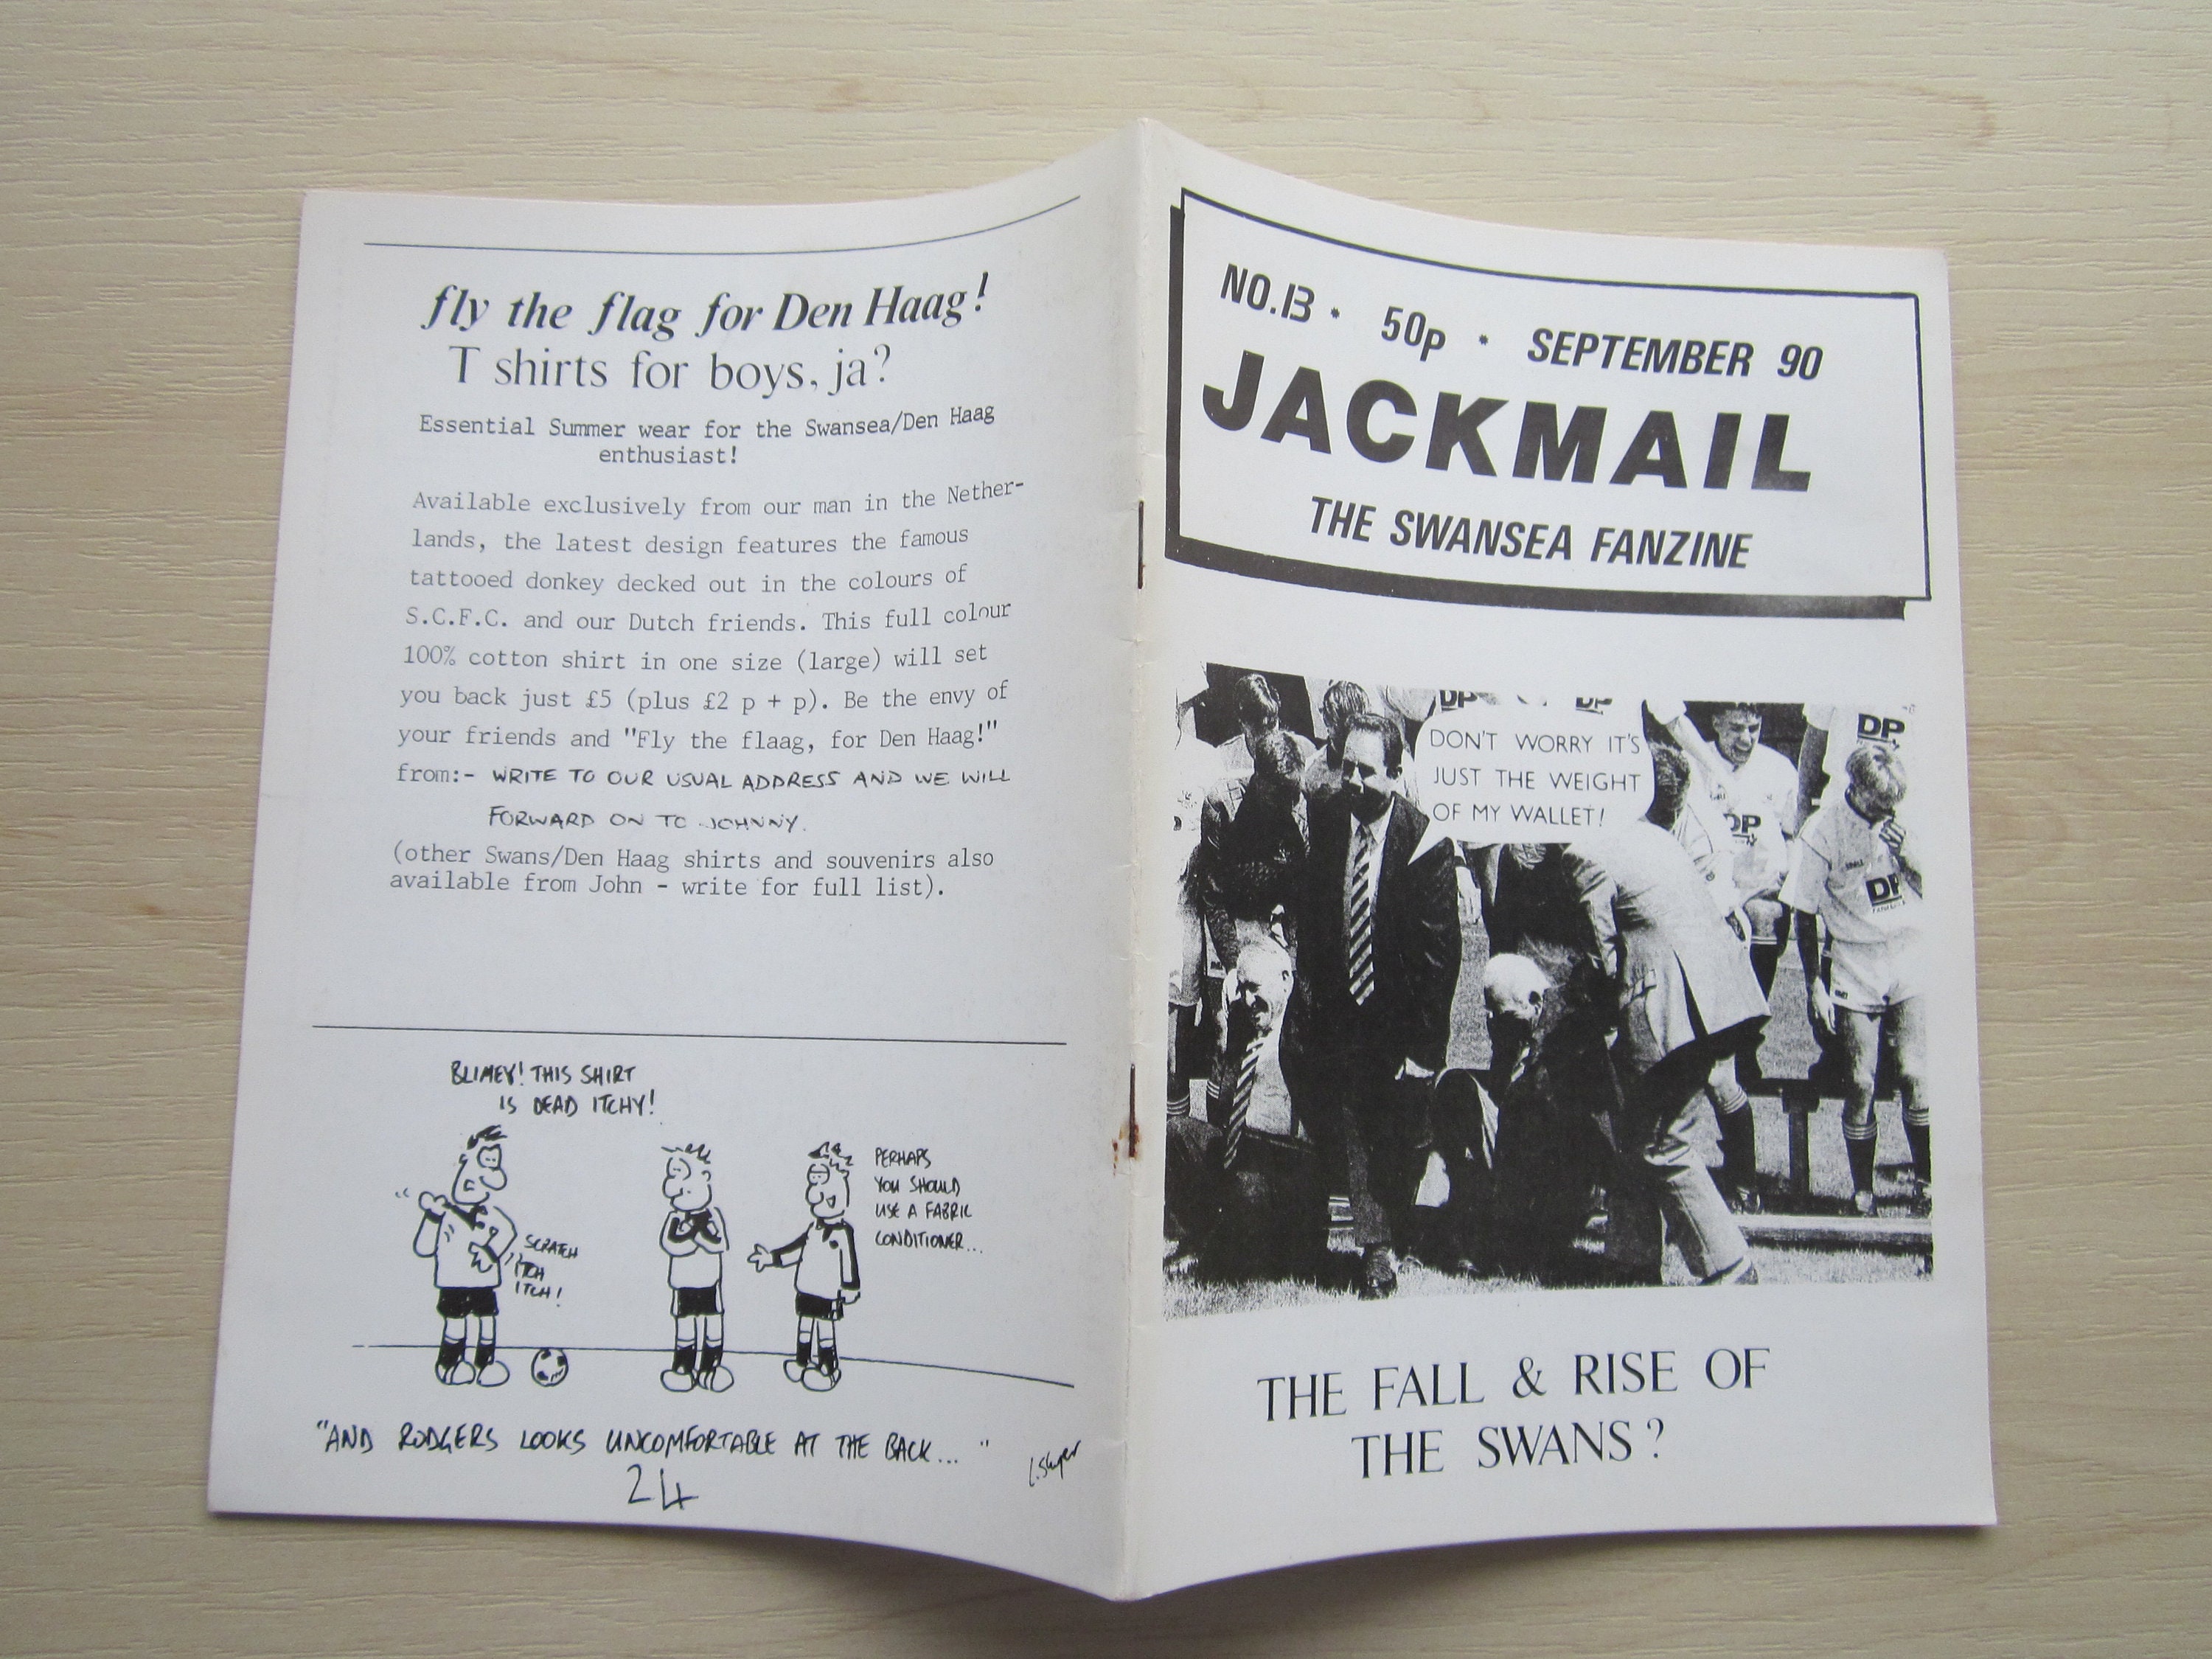 fly the flag for Den Haag!
T shirts for boys, ja?
Essential Summer wear for the Swansea/Den Haag
enthusiast!
Available exclusively from our man in the Nether-
lands, the latest design features the famous
tattooed donkey decked out in the colours of
S.C.F.C. and our Dutch friends. This full colour
100% cotton shirt in one size (large) will set
you back just £5 (plus £2 p + p). Be the envy of
your friends and "Fly the flaag, for Den Haag!"
from:- WRITE TO OUR USUAL ADDRESS AND WE WILL
FORWARD ON TO JOHNNY.
(other Swans/Den Haag shirts and souvenirs also
available from John - write for full list).
BLIMEY! THIS SHIRT
IS DEAD ITCHY!
SCRATCH
ITCH
ITCH!
PERHAPS
YOU SHOULD
USE A FABRIC
CONDITIONER...
"AND RODGERS LOOKS UNCOMFORTABLE AT THE BACK..."
24
NO.13 · 50p · SEPTEMBER 90
JACKMAIL
THE SWANSEA FANZINE
DP
DP
DP
DP
DP
DON'T WORRY IT'S
JUST THE WEIGHT
OF MY WALLET!
THE FALL & RISE OF
THE SWANS?